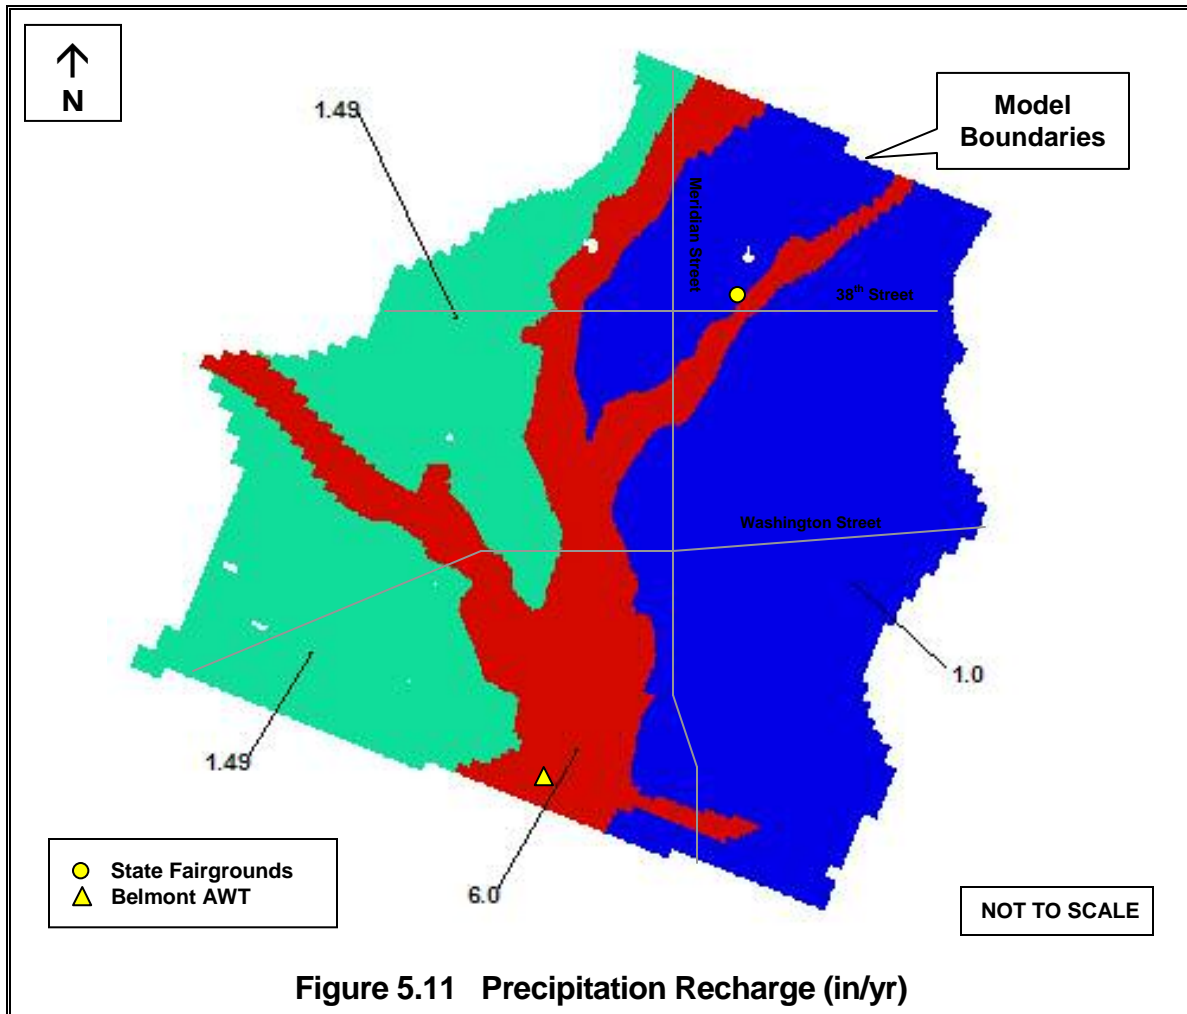 ↑
N
1.49
Model
Boundaries
Meridian Street
38th Street
Washington Street
1.0
1.49
State Fairgrounds
Belmont AWT
6.0
NOT TO SCALE
Figure 5.11 Precipitation Recharge (in/yr)